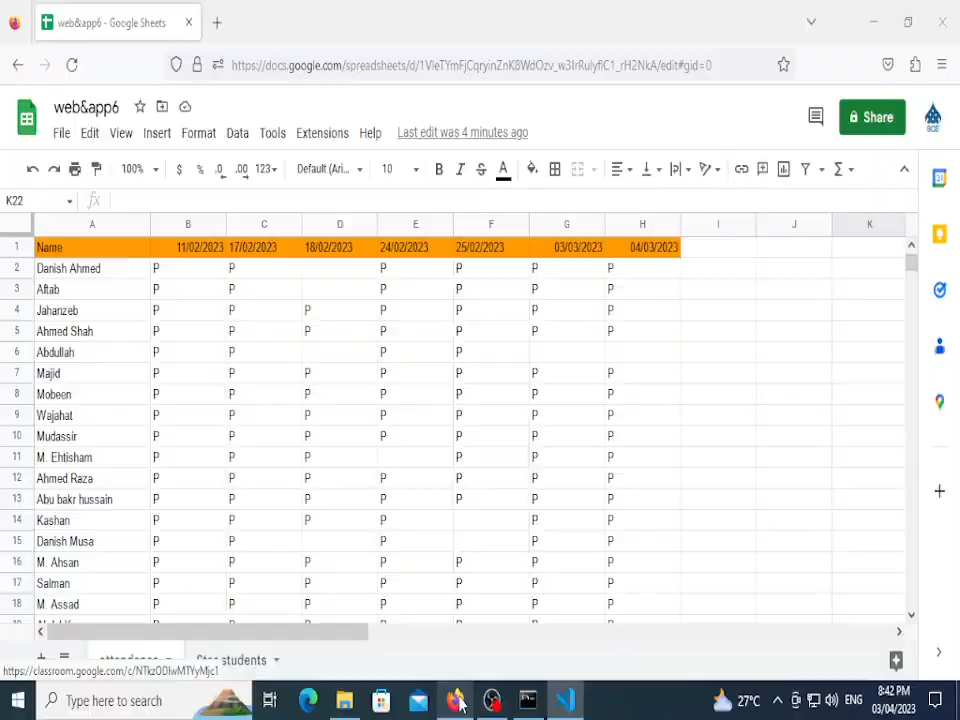 web&app6 - Google Sheets
https://docs.google.com/spreadsheets/d/1VleTYmFjCqryinZnK8WdOzv_w3IrRulyflC1_rH2NkA/edit#gid=0
web&app6
File Edit View Insert Format Data Tools Extensions Help Last edit was 4 minutes ago
Share
100% $ % .0 .00 123 Default (Ari... 10 B I S A
K22 fx
A B C D E F G H I J K
1 Name 11/02/2023 17/02/2023 18/02/2023 24/02/2023 25/02/2023 03/03/2023 04/03/2023
2 Danish Ahmed P P P P P P
3 Aftab P P P P P P
4 Jahanzeb P P P P P P P
5 Ahmed Shah P P P P P P P
6 Abdullah P P P P
7 Majid P P P P P P P
8 Mobeen P P P P P P P
9 Wajahat P P P P P P P
10 Mudassir P P P P P P P
11 M. Ehtisham P P P P P P
12 Ahmed Raza P P P P P P P
13 Abu bakr hussain P P P P P P P
14 Kashan P P P P P P
15 Danish Musa P P P P P
16 M. Ahsan P P P P P P P
17 Salman P P P P P P P
18 M. Assad P P P P P P P
students
https://classroom.google.com/c/NTkzODIwMTYyMjc1
Type here to search
27°C ENG 8:42 PM
03/04/2023